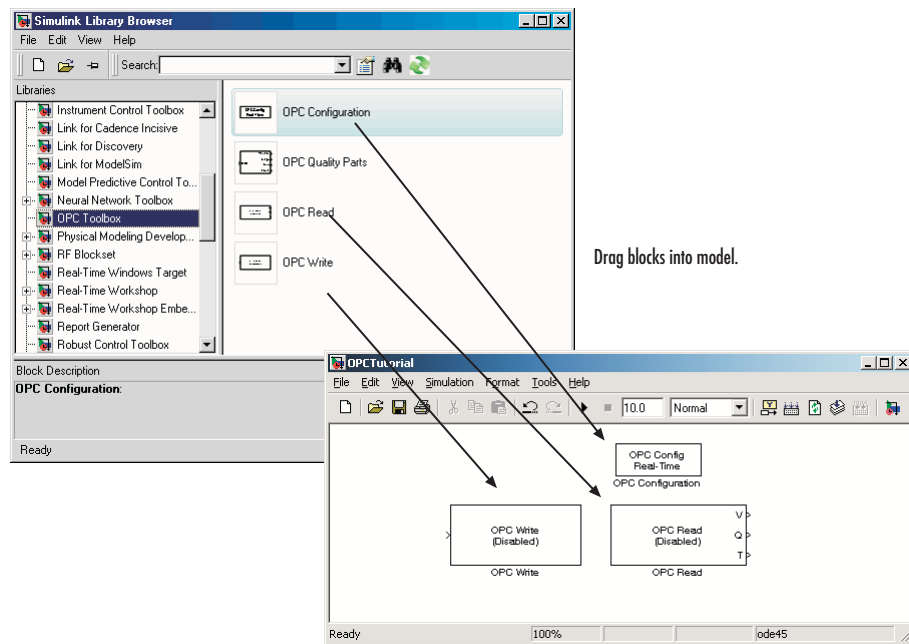 Simulink Library Browser
File Edit View Help
Search:
Libraries
Instrument Control Toolbox
Link for Cadence Incisive
Link for Discovery
Link for ModelSim
Model Predictive Control To...
Neural Network Toolbox
OPC Toolbox
Physical Modeling Develop...
RF Blockset
Real-Time Windows Target
Real-Time Workshop
Real-Time Workshop Embe...
Report Generator
Robust Control Toolbox
OPC Configuration
OPC Quality Parts
OPC Read
OPC Write
Block Description
OPC Configuration:
Ready
Drag blocks into model.
OPCTutorial
File Edit View Simulation Format Tools Help
10.0 Normal
OPC Config
Real-Time
OPC Configuration
OPC Write
(Disabled)
OPC Write
OPC Read
(Disabled)
V
Q
T
OPC Read
Ready 100% ode45